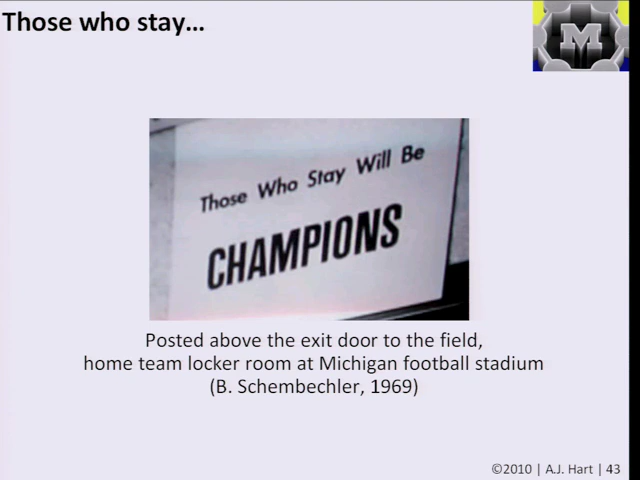 Those who stay…
M
Those Who Stay Will Be
CHAMPIONS
Posted above the exit door to the field,
home team locker room at Michigan football stadium
(B. Schembechler, 1969)
©2010 | A.J. Hart | 43